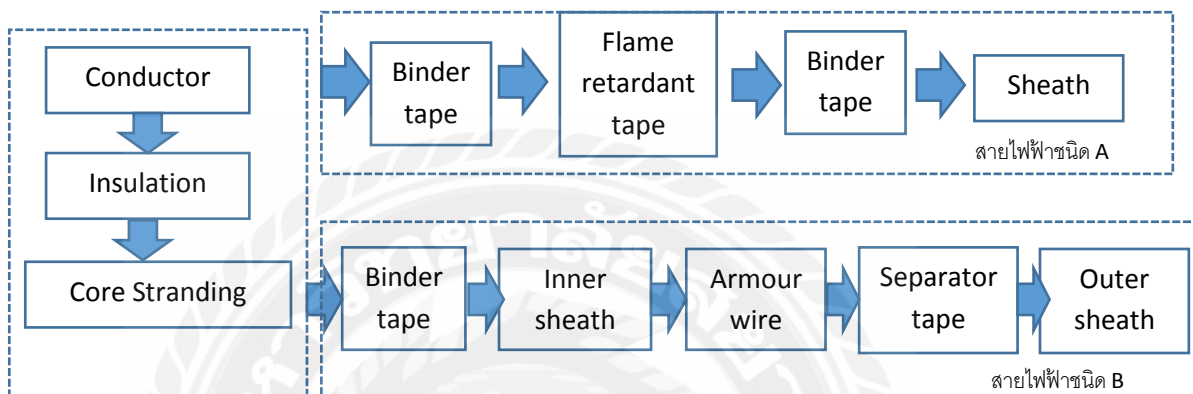 Conductor
Insulation
Core Stranding
Binder
tape
Flame
retardant
tape
Binder
tape
Sheath
สายไฟฟ้าชนิด A
Binder
tape
Inner
sheath
Armour
wire
Separator
tape
Outer
sheath
สายไฟฟ้าชนิด B